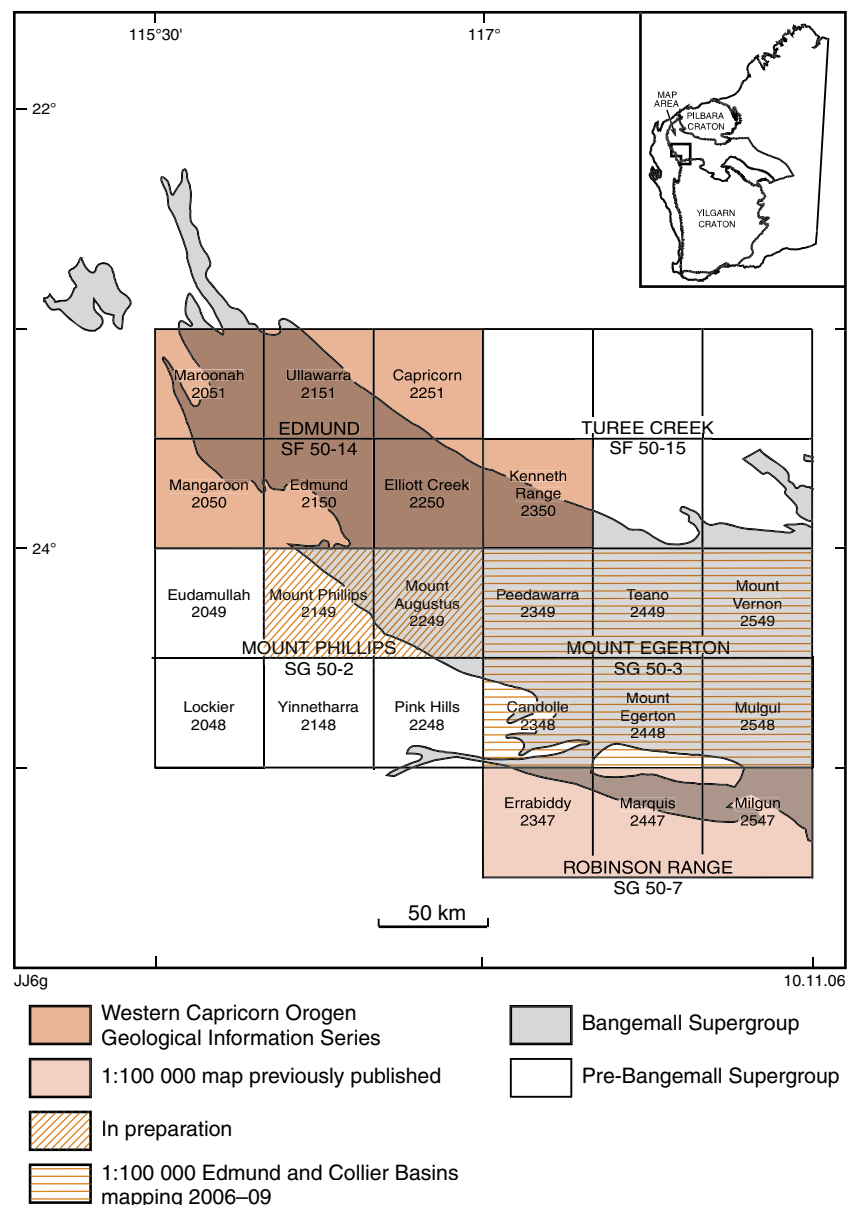 115°30'
117°
22°
MAP
AREA
PILBARA
CRATON
YILGARN
CRATON
Maroonah
2051
Ullawarra
2151
Capricorn
2251
EDMUND
SF 50-14
TUREE CREEK
SF 50-15
Mangaroon
2050
Edmund
2150
Elliott Creek
2250
Kenneth
Range
2350
24°
Eudamullah
2049
Mount Phillips
2149
Mount
Augustus
2249
Peedawarra
2349
Teano
2449
Mount
Vernon
2549
MOUNT PHILLIPS
SG 50-2
MOUNT EGERTON
SG 50-3
Lockier
2048
Yinnetharra
2148
Pink Hills
2248
Candolle
2348
Mount
Egerton
2448
Mulgul
2548
Errabiddy
2347
Marquis
2447
Milgun
2547
ROBINSON RANGE
SG 50-7
50 km
JJ6g
10.11.06
Western Capricorn Orogen
Geological Information Series
1:100 000 map previously published
In preparation
1:100 000 Edmund and Collier Basins
mapping 2006–09
Bangemall Supergroup
Pre-Bangemall Supergroup